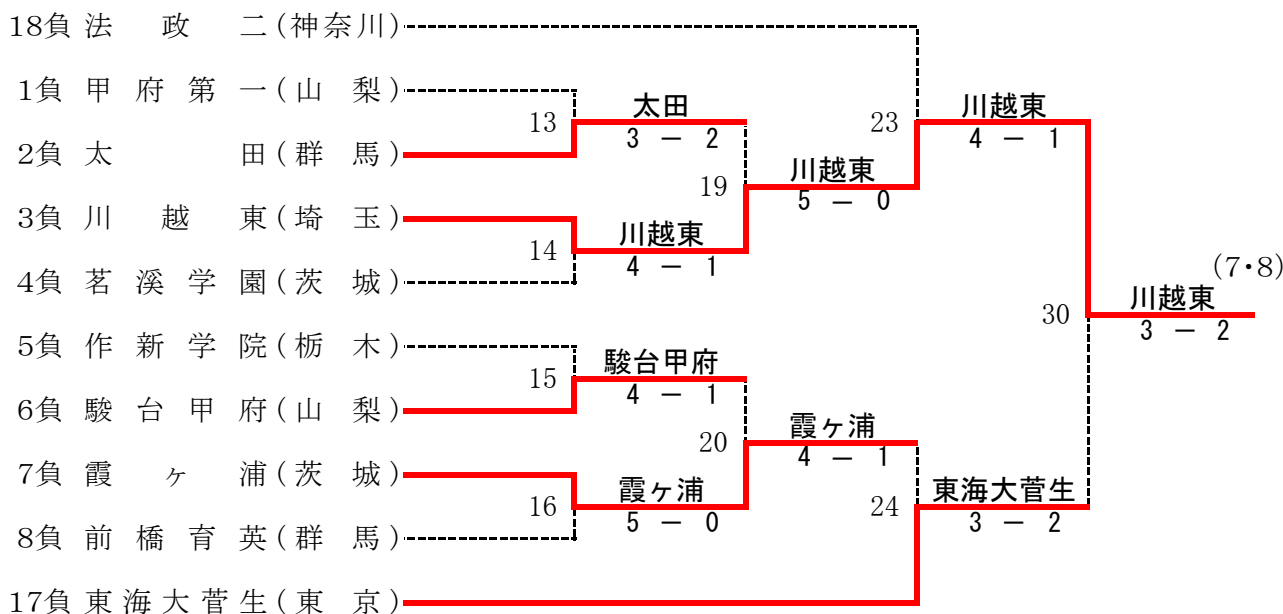 18負 法政二(神奈川)
1負 甲府第一(山梨)
13 太田 23 川越東
3 － 2 4 － 1
2負 太田(群馬)
19 川越東
5 － 0
3負 川越東(埼玉)
14 川越東
4 － 1
4負 茗溪学園(茨城)
(7・8)
30 川越東
3 － 2
5負 作新学院(栃木)
15 駿台甲府
4 － 1
6負 駿台甲府(山梨)
20 霞ヶ浦
4 － 1
7負 霞ヶ浦(茨城)
16 霞ヶ浦 24 東海大菅生
5 － 0 3 － 2
8負 前橋育英(群馬)
17負 東海大菅生(東京)